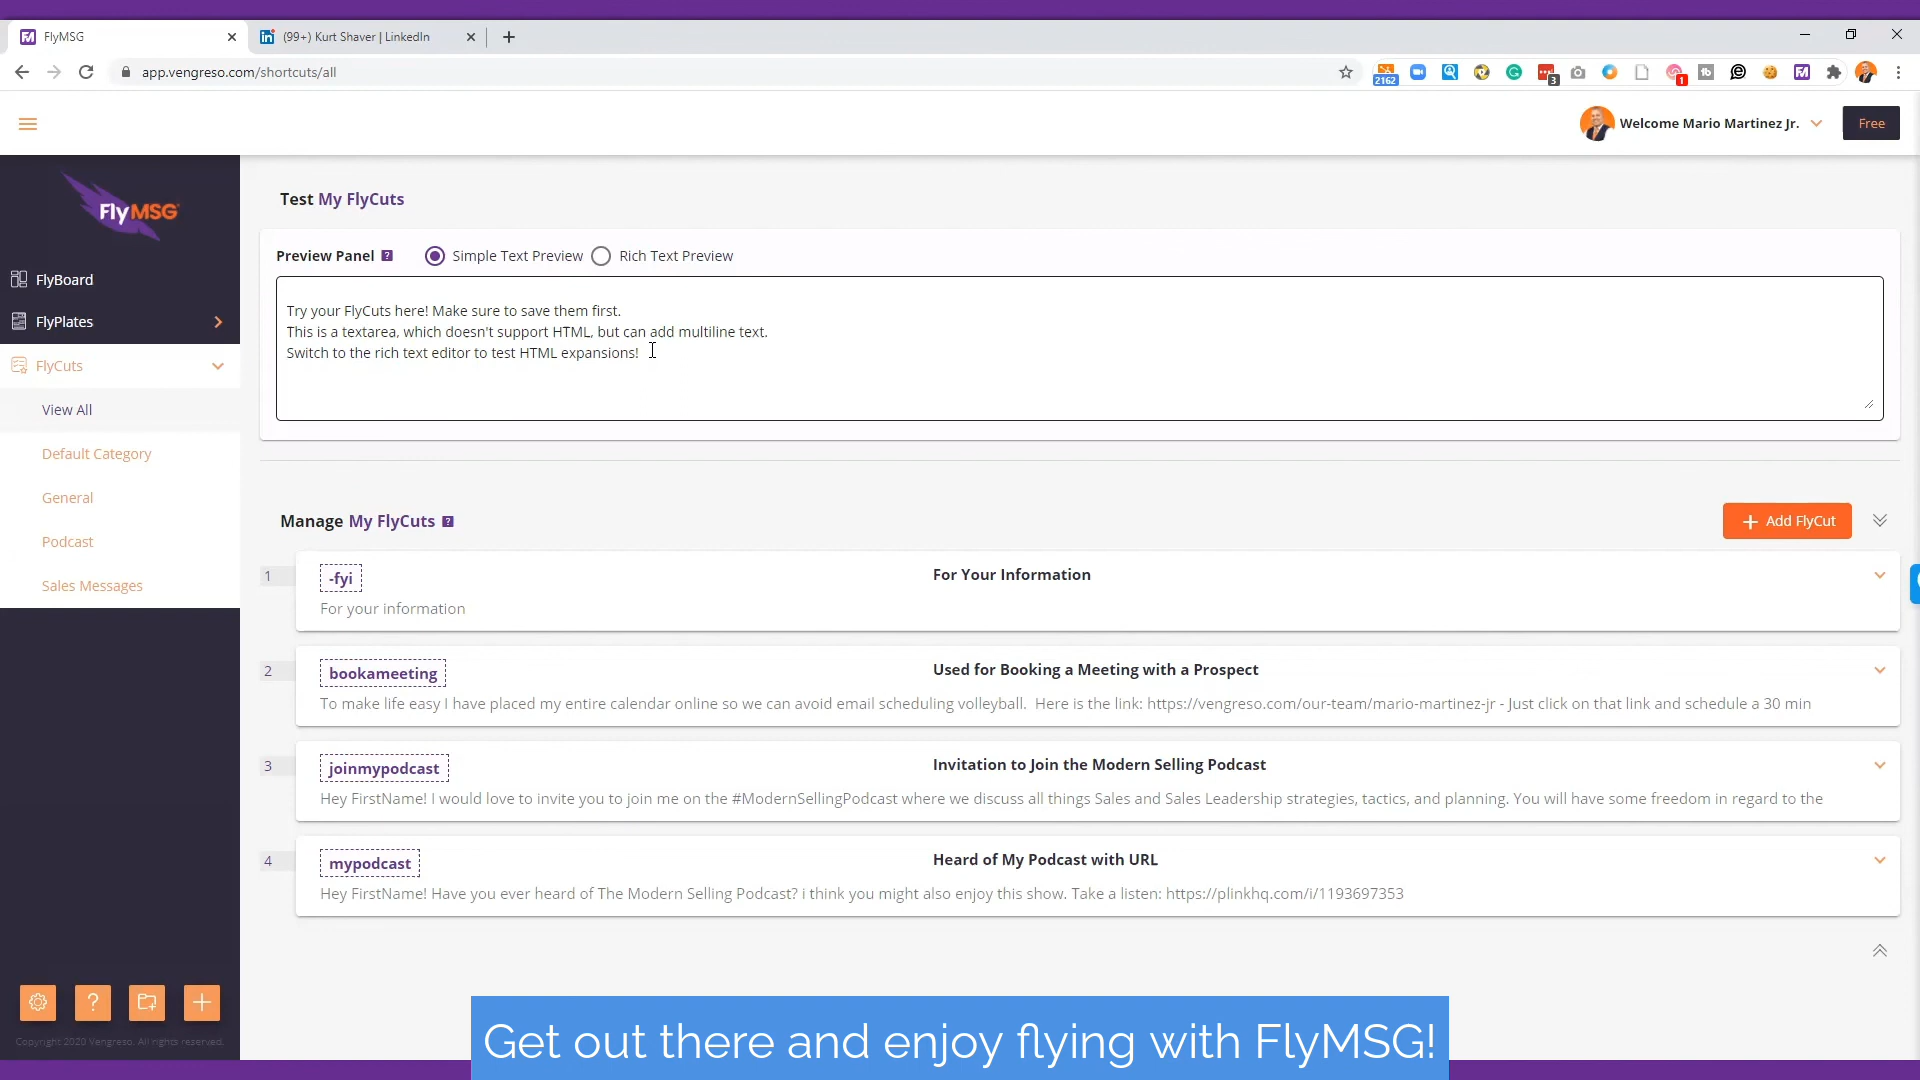 FlyMSG
(99+) Kurt Shaver | LinkedIn
app.vengreso.com/shortcuts/all
2162
3
1
Welcome Mario Martinez Jr.
Free
FlyMSG
FlyBoard
FlyPlates
FlyCuts
View All
Default Category
General
Podcast
Sales Messages
Copyright 2020 Vengreso. All rights reserved.
Test My FlyCuts
Preview Panel ?
Simple Text Preview
Rich Text Preview
Try your FlyCuts here! Make sure to save them first.
This is a textarea, which doesn't support HTML, but can add multiline text.
Switch to the rich text editor to test HTML expansions!
Manage My FlyCuts ?
+ Add FlyCut
1
-fyi
For Your Information
For your information
2
bookameeting
Used for Booking a Meeting with a Prospect
To make life easy I have placed my entire calendar online so we can avoid email scheduling volleyball.  Here is the link: https://vengreso.com/our-team/mario-martinez-jr - Just click on that link and schedule a 30 min
3
joinmypodcast
Invitation to Join the Modern Selling Podcast
Hey FirstName! I would love to invite you to join me on the #ModernSellingPodcast where we discuss all things Sales and Sales Leadership strategies, tactics, and planning. You will have some freedom in regard to the
4
mypodcast
Heard of My Podcast with URL
Hey FirstName! Have you ever heard of The Modern Selling Podcast? i think you might also enjoy this show. Take a listen: https://plinkhq.com/i/1193697353
Get out there and enjoy flying with FlyMSG!